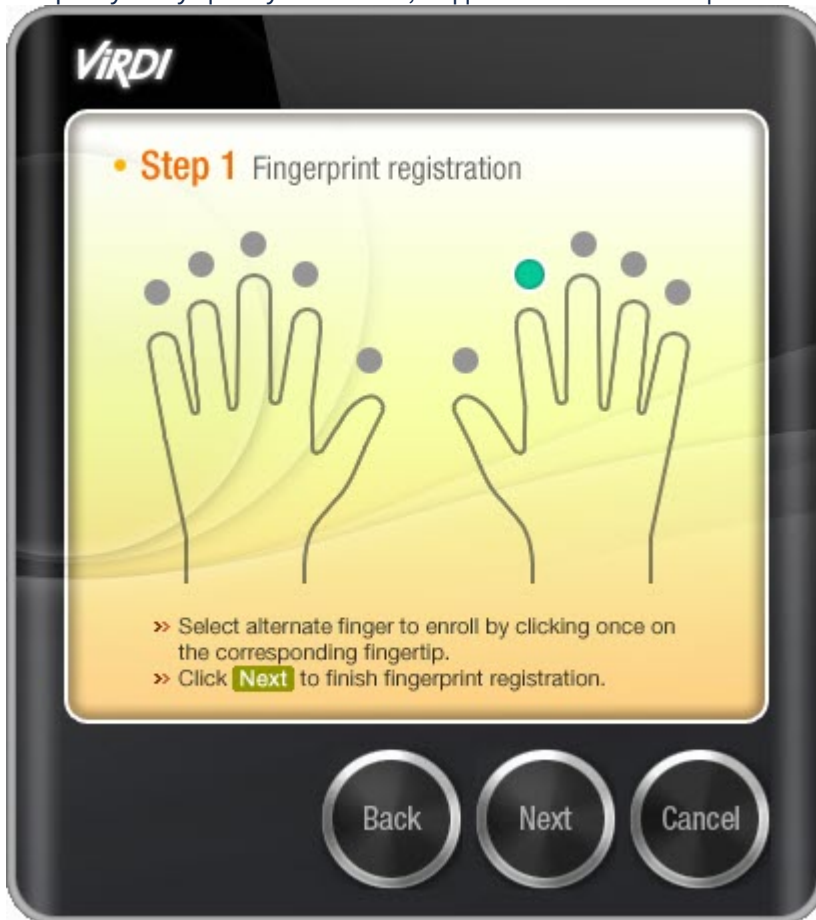 ViRDI
• Step 1 Fingerprint registration
» Select alternate finger to enroll by clicking once on
the corresponding fingertip.
» Click Next to finish fingerprint registration.
Back Next Cancel